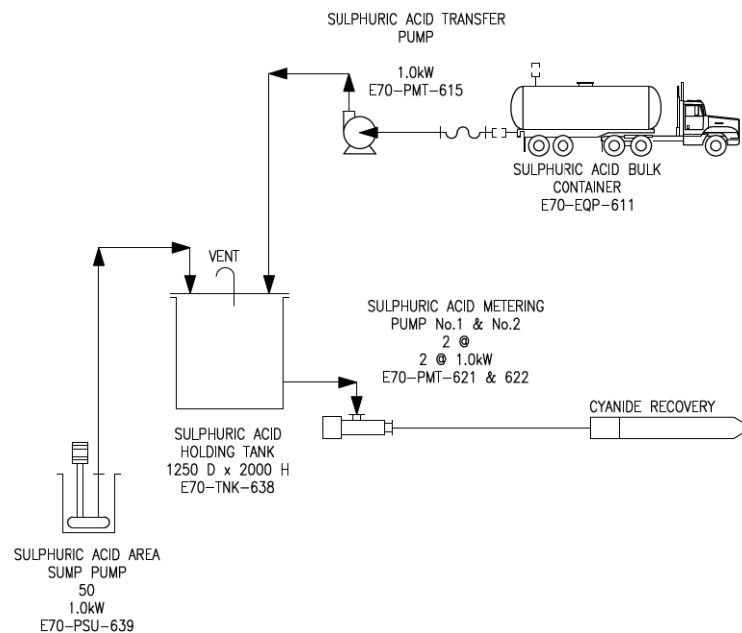 SULPHURIC ACID TRANSFER
PUMP
1.0kW
E70-PMT-615
SULPHURIC ACID BULK
CONTAINER
E70-EQP-611
VENT
SULPHURIC ACID METERING
PUMP No.1 & No.2
2 @
2 @ 1.0kW
E70-PMT-621 & 622
CYANIDE RECOVERY
SULPHURIC ACID
HOLDING TANK
1250 D x 2000 H
E70-TNK-638
SULPHURIC ACID AREA
SUMP PUMP
50
1.0kW
E70-PSU-639